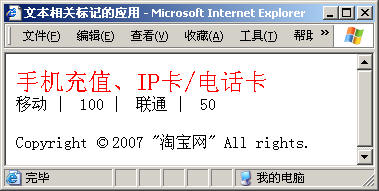 文本相关标记的应用 - Microsoft Internet Explorer
文件(F) 编辑(E) 查看(V) 收藏(A) 工具(T) 帮助 »
手机充值、IP卡/电话卡
移动 | 100 | 联通 | 50
Copyright ©2007 "淘宝网" All rights.
完毕 我的电脑